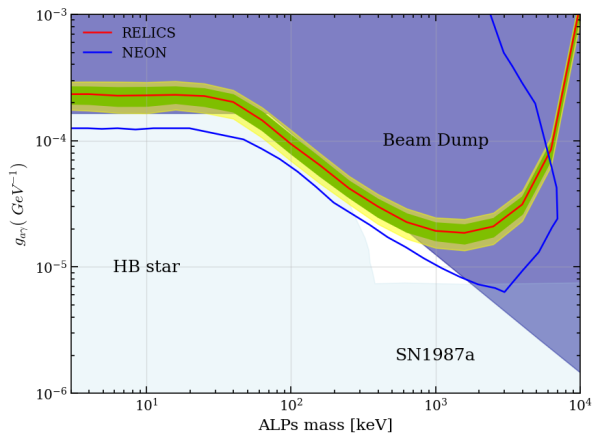 10⁻³
RELICS
NEON
10⁻⁴
Beam Dump
g_{aγ}( GeV⁻¹)
HB star
10⁻⁵
SN1987a
10⁻⁶
10¹ 10² 10³ 10⁴
ALPs mass [keV]